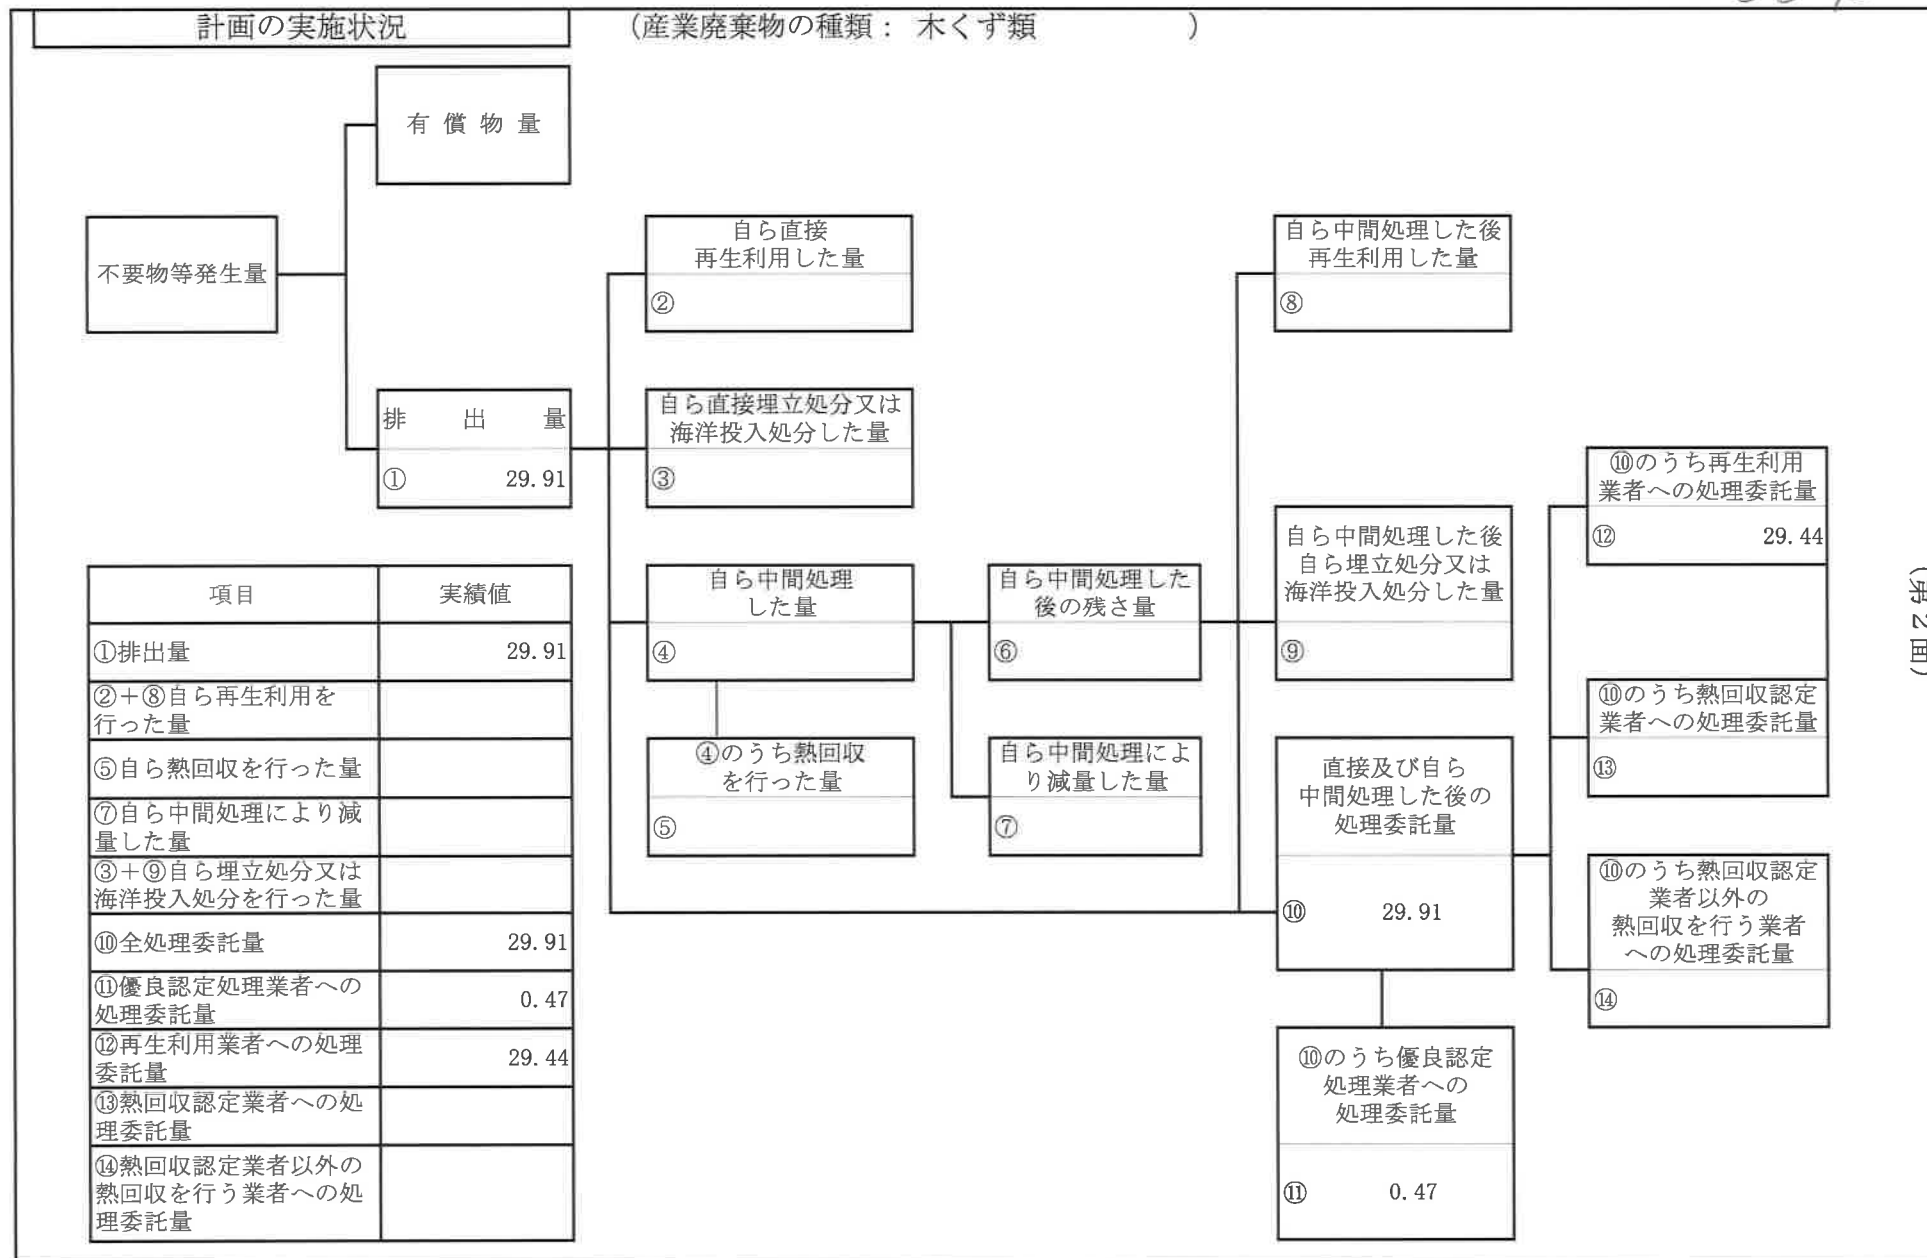 計画の実施状況
（産業廃棄物の種類： 木くず類 ）
有 償 物 量
不要物等発生量
自ら直接
再生利用した量
②
自ら中間処理した後
再生利用した量
⑧
排 出 量
① 29.91
自ら直接埋立処分又は
海洋投入処分した量
③
⑩のうち再生利用
業者への処理委託量
⑫ 29.44
自ら中間処理した後
自ら埋立処分又は
海洋投入処分した量
⑨
自ら中間処理
した量
④
自ら中間処理した
後の残さ量
⑥
（第２面）
⑩のうち熱回収認定
業者への処理委託量
⑬
④のうち熱回収
を行った量
⑤
自ら中間処理によ
り減量した量
⑦
直接及び自ら
中間処理した後の
処理委託量
⑩ 29.91
⑩のうち熱回収認定
業者以外の
熱回収を行う業者
への処理委託量
⑭
⑩のうち優良認定
処理業者への
処理委託量
⑪ 0.47
項目 実績値
①排出量 29.91
②＋⑧自ら再生利用を
行った量
⑤自ら熱回収を行った量
⑦自ら中間処理により減
量した量
③＋⑨自ら埋立処分又は
海洋投入処分を行った量
⑩全処理委託量 29.91
⑪優良認定処理業者への
処理委託量 0.47
⑫再生利用業者への処理
委託量 29.44
⑬熱回収認定業者への処
理委託量
⑭熱回収認定業者以外の
熱回収を行う業者への処
理委託量